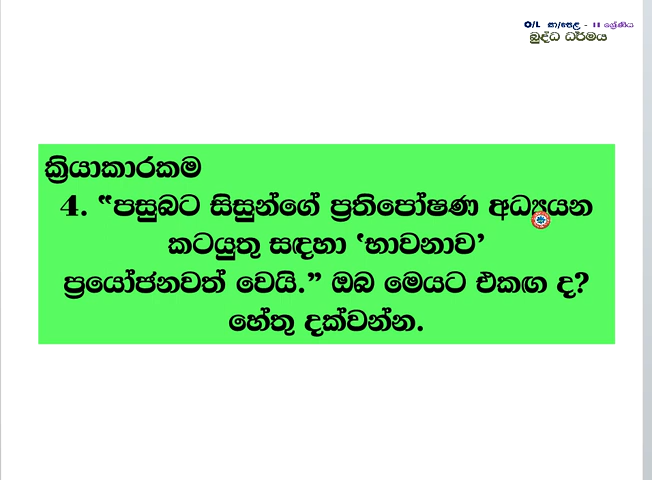 O/L සා/පෙළ - 11 ශ්‍රේණිය
බුද්ධ ධර්මය
ක්‍රියාකාරකම
4. “පසුබට සිසුන්ගේ ප්‍රතිපෝෂණ අධ්‍යයන
කටයුතු සඳහා ‘භාවනාව’
ප්‍රයෝජනවත් වෙයි.” ඔබ මෙයට එකඟ ද?
හේතු දක්වන්න.